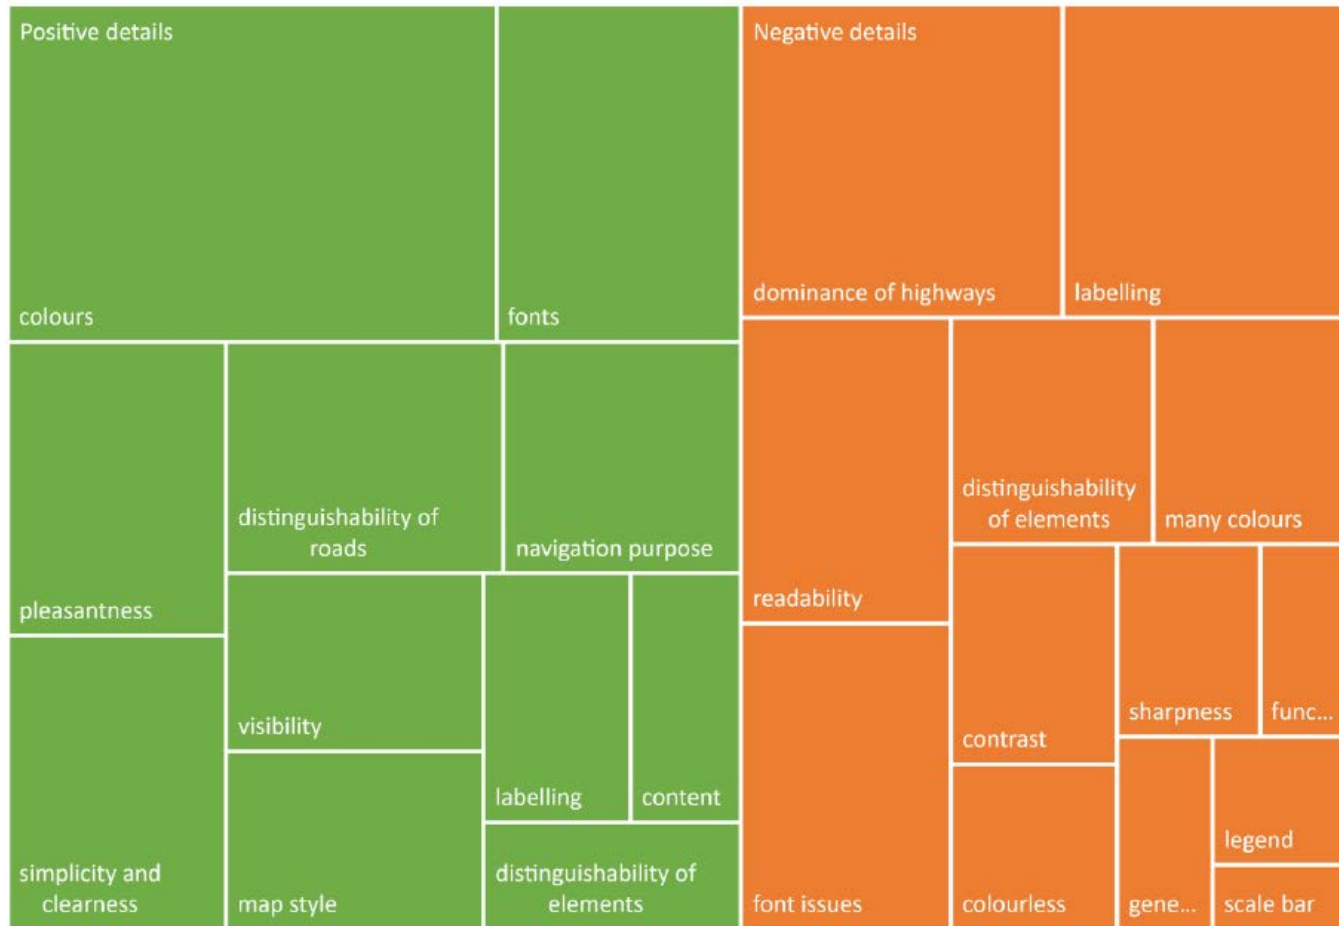 Positive details
Negative details
colours
fonts
dominance of highways
labelling
pleasantness
distinguishability of
roads
navigation purpose
readability
distinguishability
of elements
many colours
visibility
labelling
content
contrast
sharpness
func...
simplicity and
clearness
map style
distinguishability of
elements
font issues
colourless
gene...
legend
scale bar